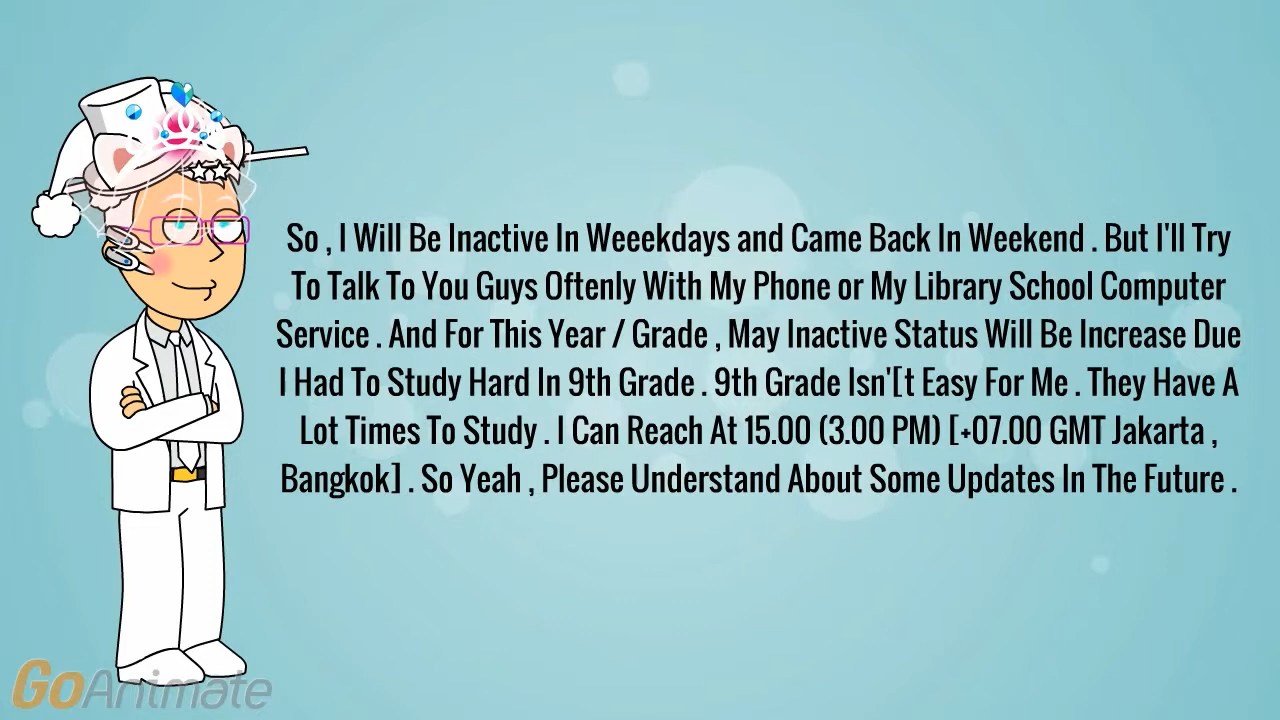 So , I Will Be Inactive In Weeekdays and Came Back In Weekend . But I'll Try
To Talk To You Guys Oftenly With My Phone or My Library School Computer
Service . And For This Year / Grade , May Inactive Status Will Be Increase Due
I Had To Study Hard In 9th Grade . 9th Grade Isn'[t Easy For Me . They Have A
Lot Times To Study . I Can Reach At 15.00 (3.00 PM) [+07.00 GMT Jakarta ,
Bangkok] . So Yeah , Please Understand About Some Updates In The Future .
GoAnimate